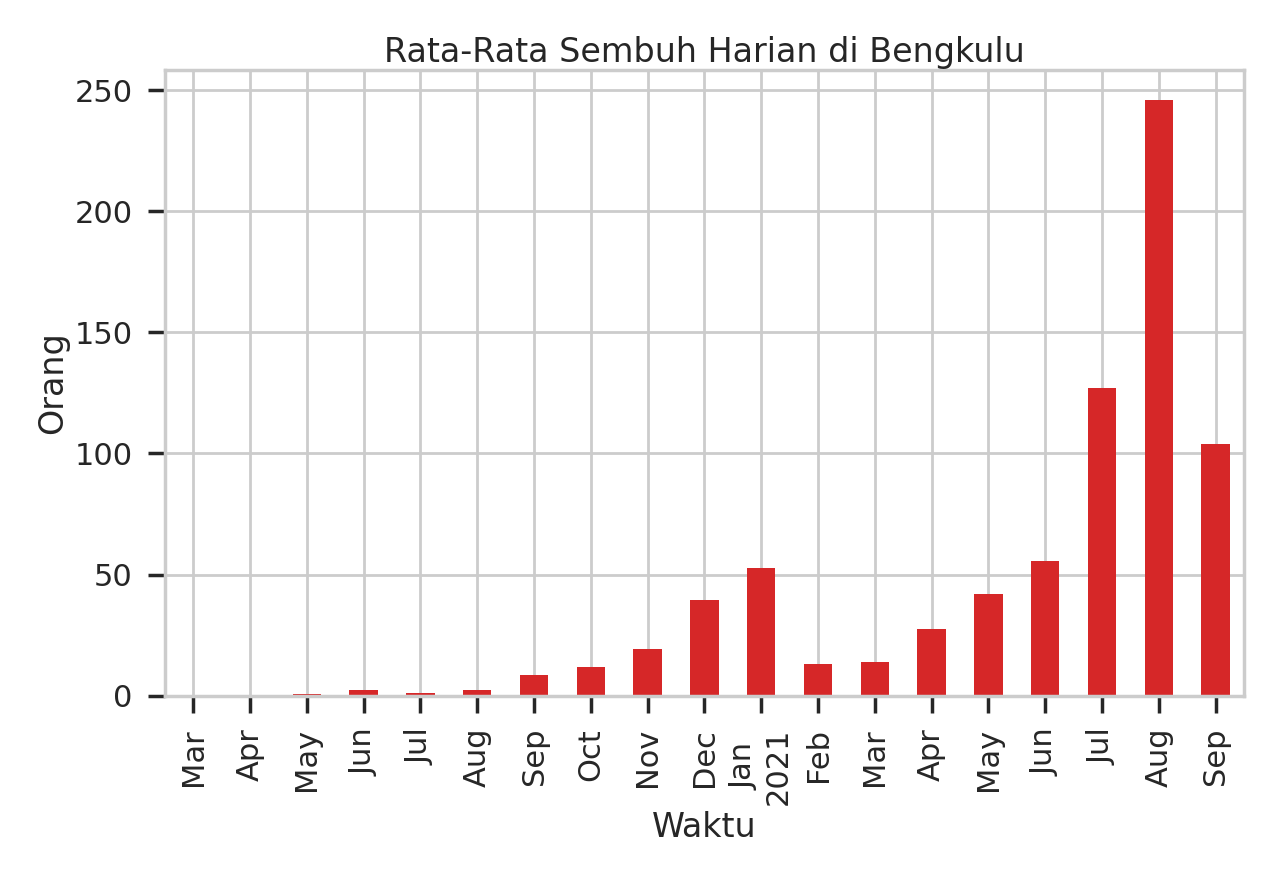 Rata-Rata Sembuh Harian di Bengkulu
250
200
150
100
50
0
Orang
Mar
Apr
May
Jun
Jul
Aug
Sep
Oct
Nov
Dec
Jan
2021
Feb
Mar
Apr
May
Jun
Jul
Aug
Sep
Waktu